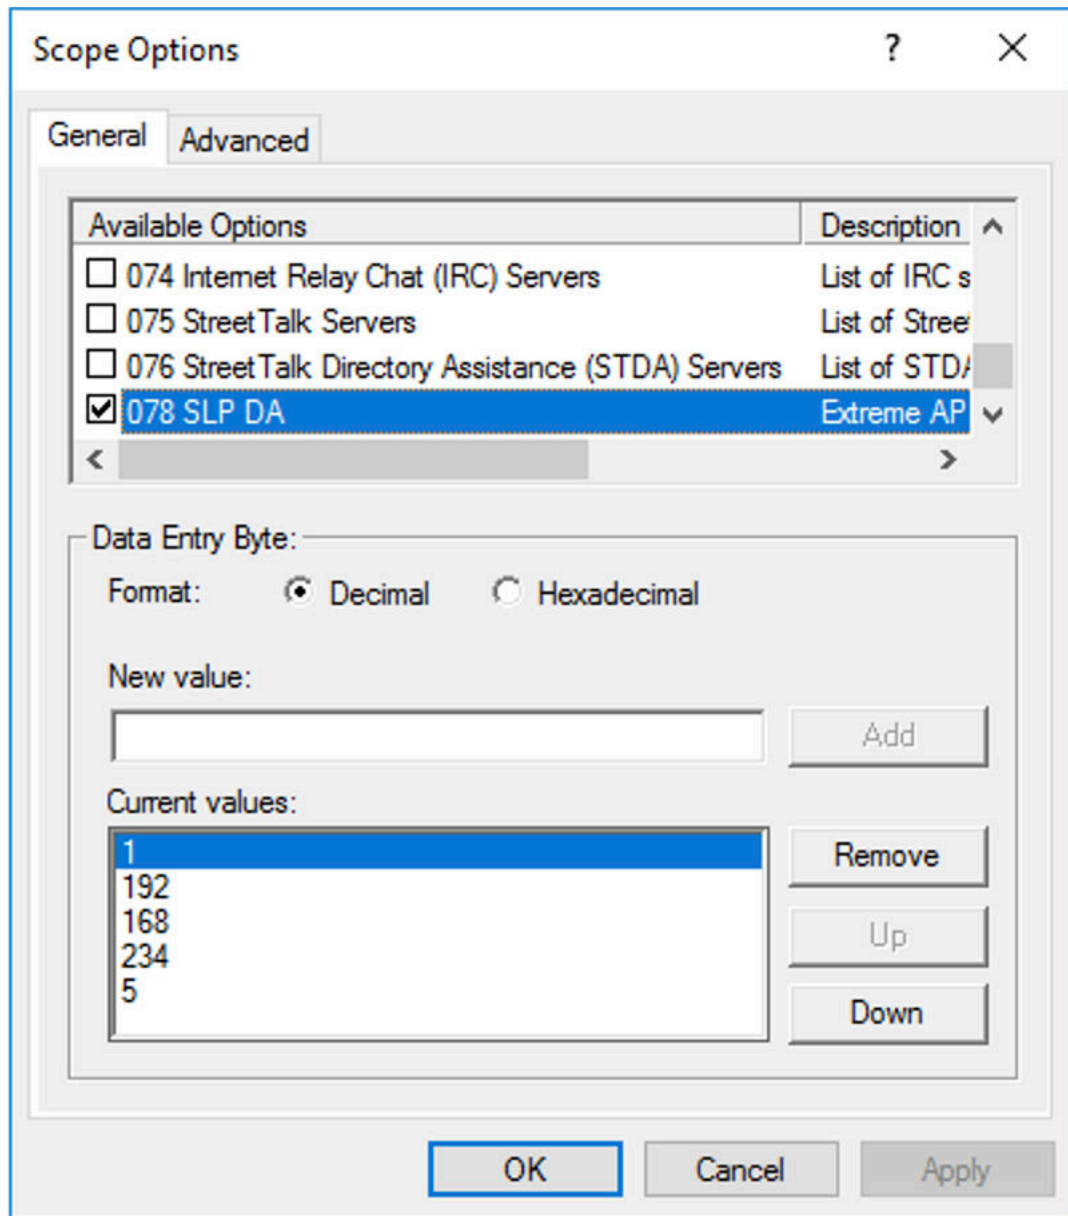 Scope Options ?
General Advanced
Available Options Description
074 Internet Relay Chat (IRC) Servers List of IRC s
075 StreetTalk Servers List of Stree
076 StreetTalk Directory Assistance (STDA) Servers List of STDA
078 SLP DA Extreme AP
Data Entry Byte:
Format: Decimal Hexadecimal
New value:
Add
Current values:
1
Remove
192
168
Up
234
5
Down
OK Cancel Apply